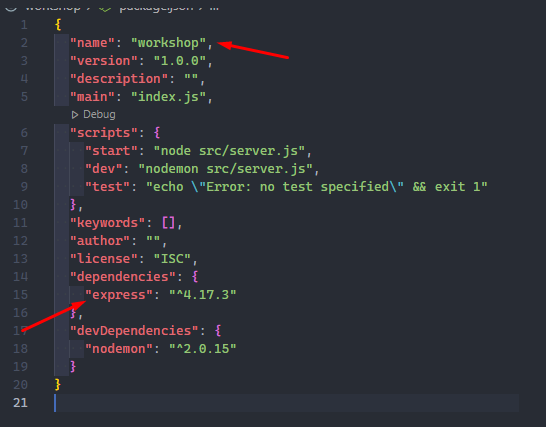 workshop > package.json > ...
1 {
2 "name": "workshop",
3 "version": "1.0.0",
4 "description": "",
5 "main": "index.js",
Debug
6 "scripts": {
7 "start": "node src/server.js",
8 "dev": "nodemon src/server.js",
9 "test": "echo \"Error: no test specified\" && exit 1"
10 },
11 "keywords": [],
12 "author": "",
13 "license": "ISC",
14 "dependencies": {
15 "express": "^4.17.3"
16 },
17 "devDependencies": {
18 "nodemon": "^2.0.15"
19 }
20 }
21